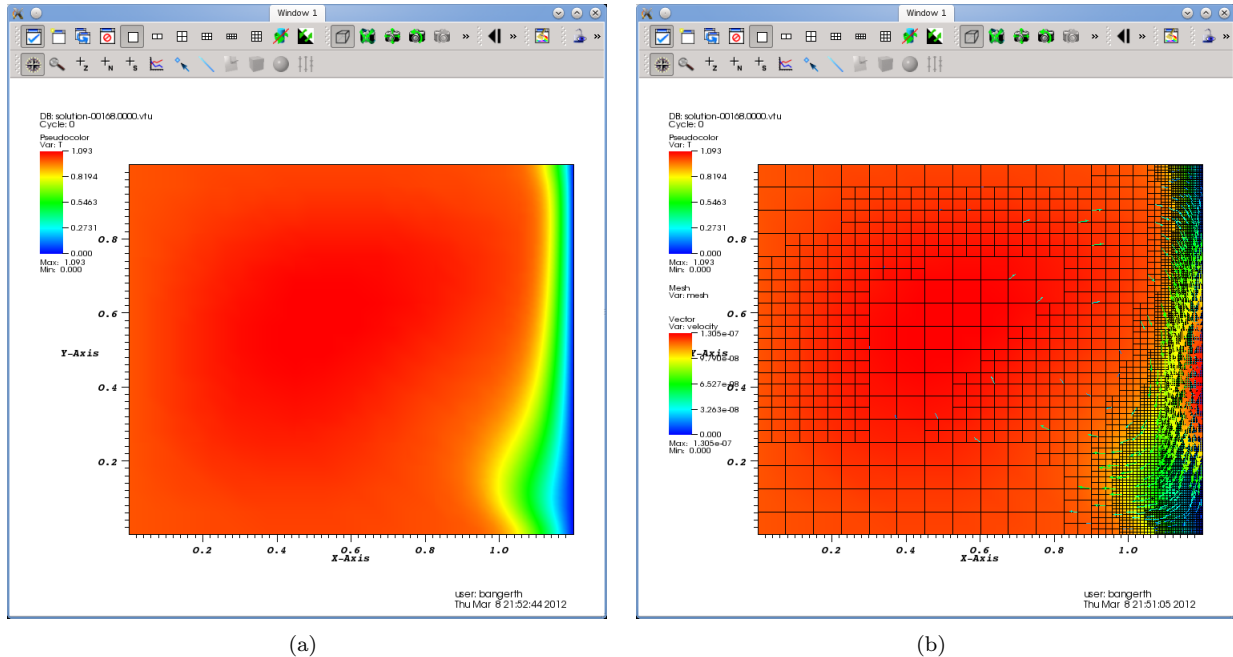 Window 1
»
»
»
+z
+N
+s
DB: solution-00168.0000.vtu
Cycle: 0
Pseudocolor
Var: T
1.093
0.8194
0.5463
0.2731
0.000
Max: 1.093
Min: 0.000
0.8
0.6
Y-Axis
0.4
0.2
0.2 0.4 0.6 0.8 1.0
X-Axis
user: bangerth
Thu Mar 8 21:52:44 2012
(a)
Window 1
»
»
»
+z
+N
+s
DB: solution-00168.0000.vtu
Cycle: 0
Pseudocolor
Var: T
1.093
0.8194
0.5463
0.2731
0.000
Max: 1.093
Min: 0.000
Mesh
Var: mesh
Vector
Var: velocity
1.305e-07
9.790e-08
6.527e-08
3.263e-08
0.000
Max: 1.305e-07
Min: 0.000
0.8
0.6
Y-Axis
0.4
0.2
0.2 0.4 0.6 0.8 1.0
X-Axis
user: bangerth
Thu Mar 8 21:51:05 2012
(b)